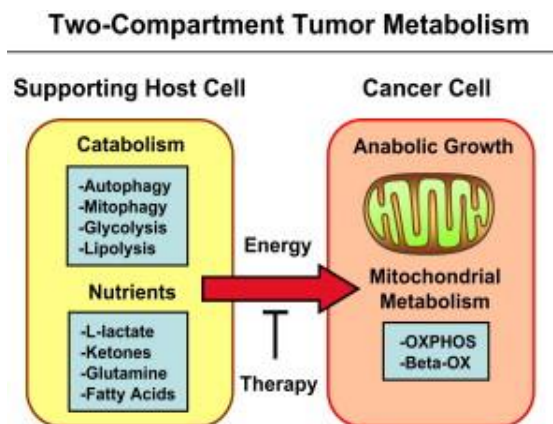 Two-Compartment Tumor Metabolism
Supporting Host Cell
Catabolism
-Autophagy
-Mitophagy
-Glycolysis
-Lipolysis
Nutrients
-L-lactate
-Ketones
-Glutamine
-Fatty Acids
Energy
Therapy
Cancer Cell
Anabolic Growth
Mitochondrial
Metabolism
-OXPHOS
-Beta-OX